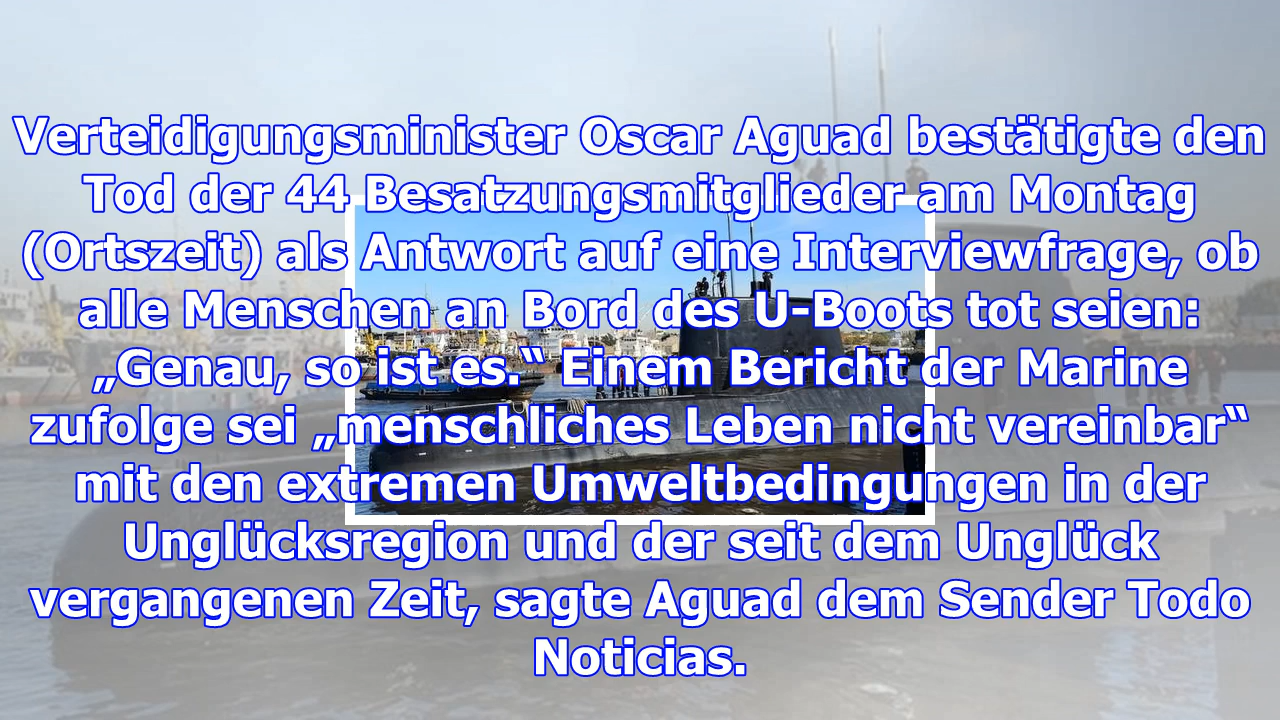 Verteidigungsminister Oscar Aguad bestätigte den
Tod der 44 Besatzungsmitglieder am Montag
(Ortszeit) als Antwort auf eine Interviewfrage, ob
alle Menschen an Bord des U-Boots tot seien:
„Genau, so ist es.“ Einem Bericht der Marine
zufolge sei „menschliches Leben nicht vereinbar“
mit den extremen Umweltbedingungen in der
Unglücksregion und der seit dem Unglück
vergangenen Zeit, sagte Aguad dem Sender Todo
Noticias.